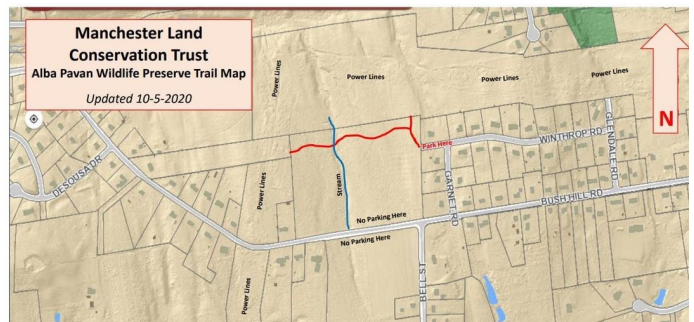 Manchester Land
Conservation Trust
Alba Pavan Wildlife Preserve Trail Map
Updated 10-5-2020
Power Lines
Power Lines
Power Lines
N
Park Here
WINTHROP RD
GLENDALE RD
DESOUSA DR
Power Lines
Stream
GARNET RD
BUSH HILL RD
No Parking Here
No Parking Here
BELL ST
Power Lines